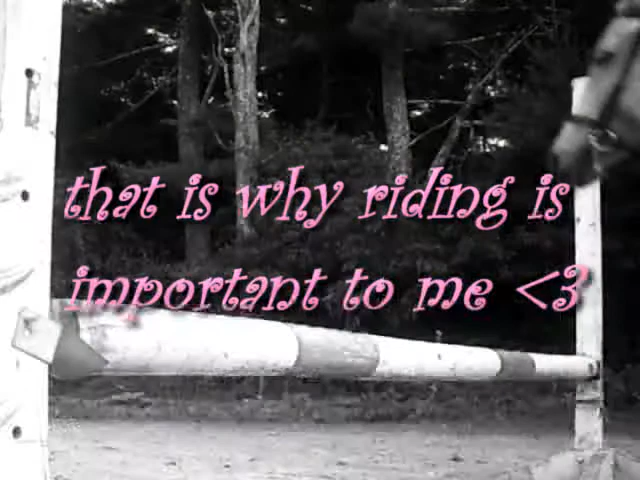 that is why riding is
important to me <3